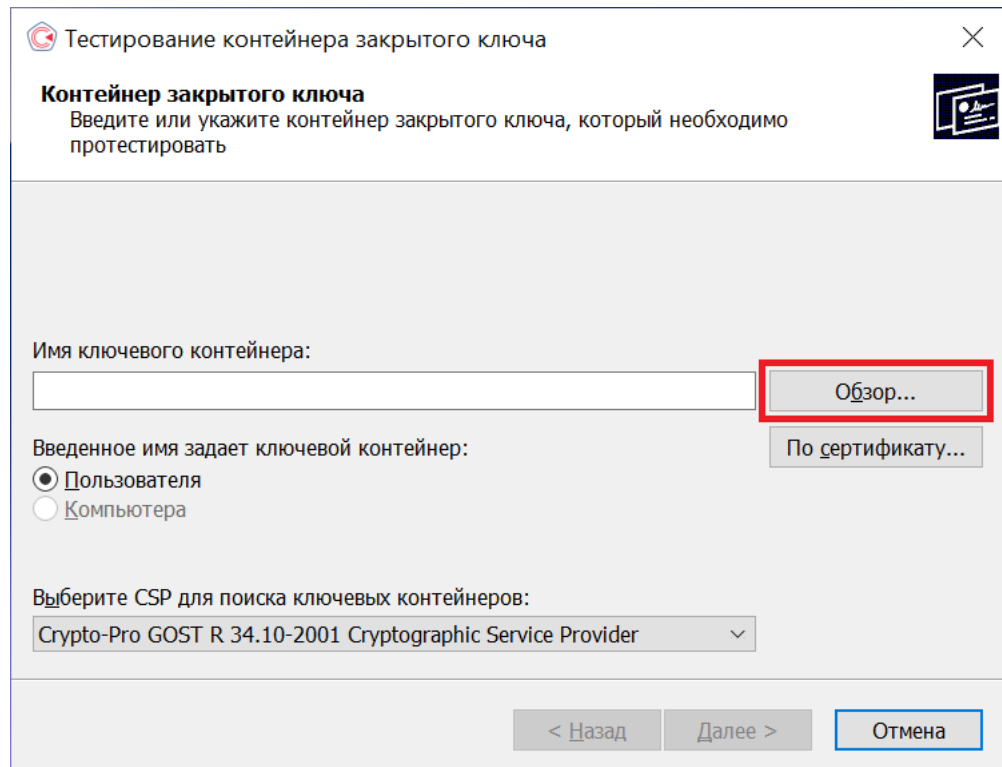 Тестирование контейнера закрытого ключа
Контейнер закрытого ключа
Введите или укажите контейнер закрытого ключа, который необходимо
протестировать
Имя ключевого контейнера:
Обзор...
Введенное имя задает ключевой контейнер:
По сертификату...
Пользователя
Компьютера
Выберите CSP для поиска ключевых контейнеров:
Crypto-Pro GOST R 34.10-2001 Cryptographic Service Provider
< Назад
Далее >
Отмена